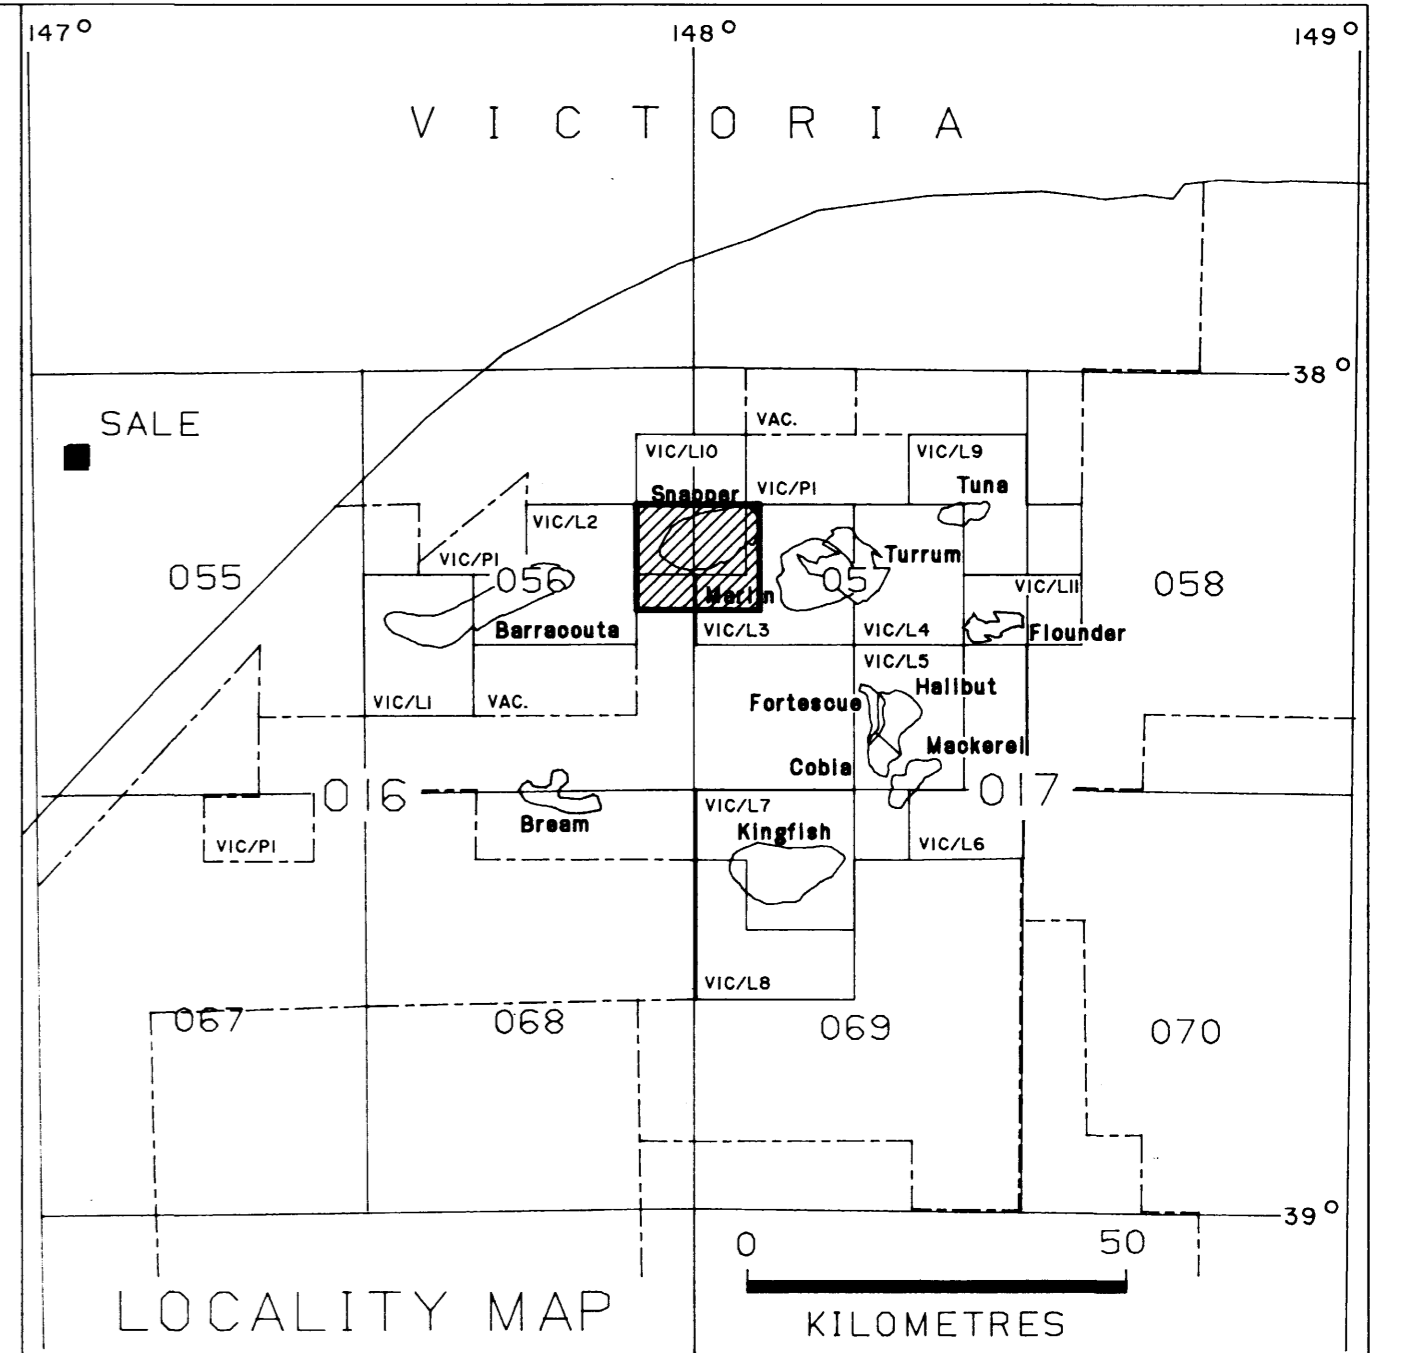 147° 148° 149°
VICTORIA
38°
SALE
VAC.
VIC/L10 VIC/L9
Snapper VIC/P1 Tuna
VIC/L2
VIC/P1 Turrum
055 056 05 058
VIC/L11
Marlin
Barracouta VIC/L3 VIC/L4 Flounder
VIC/L5
Halibut
VIC/L1 VAC. Fortescue
Mackerel
Cobia
016 017
VIC/L7
Bream Kingfish
VIC/P1 VIC/L6
VIC/L8
067 068 069 070
39°
0 50
LOCALITY MAP
KILOMETRES